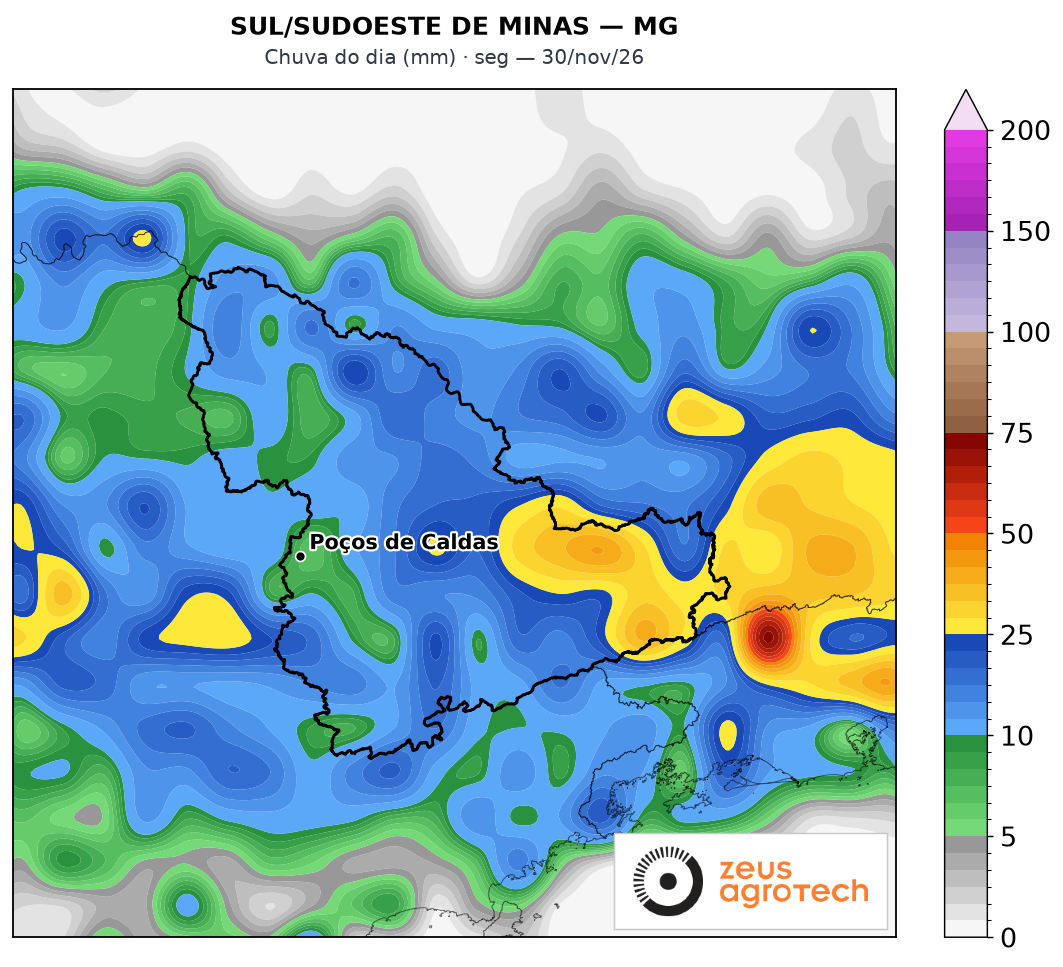 SUL/SUDOESTE DE MINAS — MG
Chuva do dia (mm) · seg — 30/nov/26
200
150
100
75
50
25
10
5
0
Poços de Caldas
zeus
agrotech